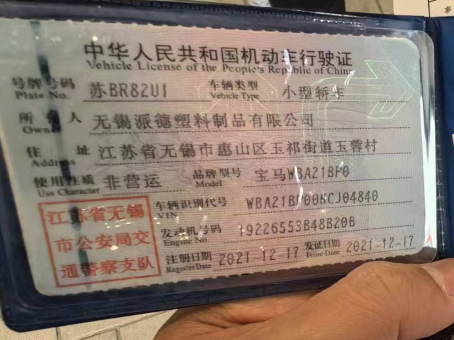 中华人民共和国机动车行驶证
Vehicle License of the People's Republic of China
号牌号码 苏BR82U1 车辆类型 小型轿车
Plate No. Vehicle Type
所有人 无锡派德塑料制品有限公司
Owner
住址 江苏省无锡市惠山区玉祁街道玉蓉村
Address
使用性质 非营运 品牌型号 宝马WBA21BP0
Use Character Model
江苏省无锡
市公安局交
通警察支队
车辆识别代号
VIN
发动机号码 19226553B48B20B
Engine No.
注册日期 2021-12-17 发证日期 2021-12-17
Register Date Issue Date